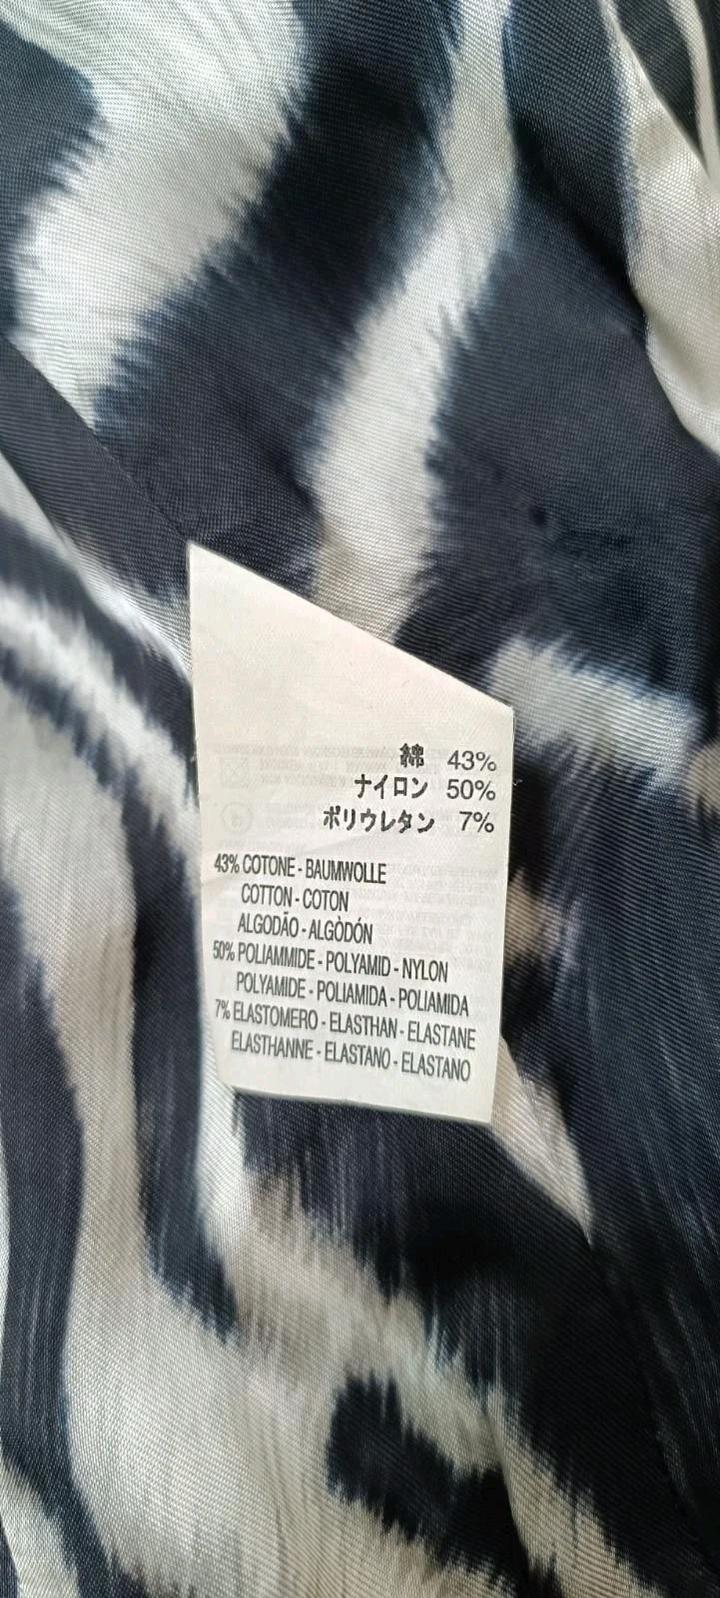 綿 43%
ナイロン 50%
ポリウレタン 7%
43% COTONE - BAUMWOLLE
COTTON - COTON
ALGODÃO - ALGÒDÓN
50% POLIAMMIDE - POLYAMID - NYLON
POLYAMIDE - POLIAMIDA - POLIAMIDA
7% ELASTOMERO - ELASTHAN - ELASTANE
ELASTHANNE - ELASTANO - ELASTANO